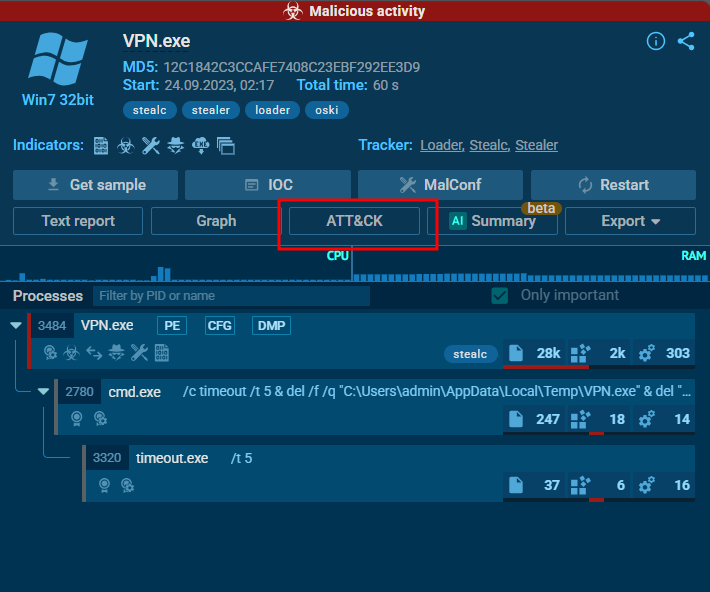 Malicious activity
VPN.exe
MD5: 12C1842C3CCAFE7408C23EBF292EE3D9
Start: 24.09.2023, 02:17 Total time: 60 s
Win7 32bit
stealc stealer loader oski
Indicators: EXE Tracker: Loader, Stealc, Stealer
Get sample IOC MalConf Restart
beta
Text report Graph ATT&CK AI Summary Export
CPU RAM
Processes Filter by PID or name Only important
3484 VPN.exe PE CFG DMP
stealc 28k 2k 303
2780 cmd.exe /c timeout /t 5 & del /f /q "C:\Users\admin\AppData\Local\Temp\VPN.exe" & del "...
247 18 14
3320 timeout.exe /t 5
37 6 16